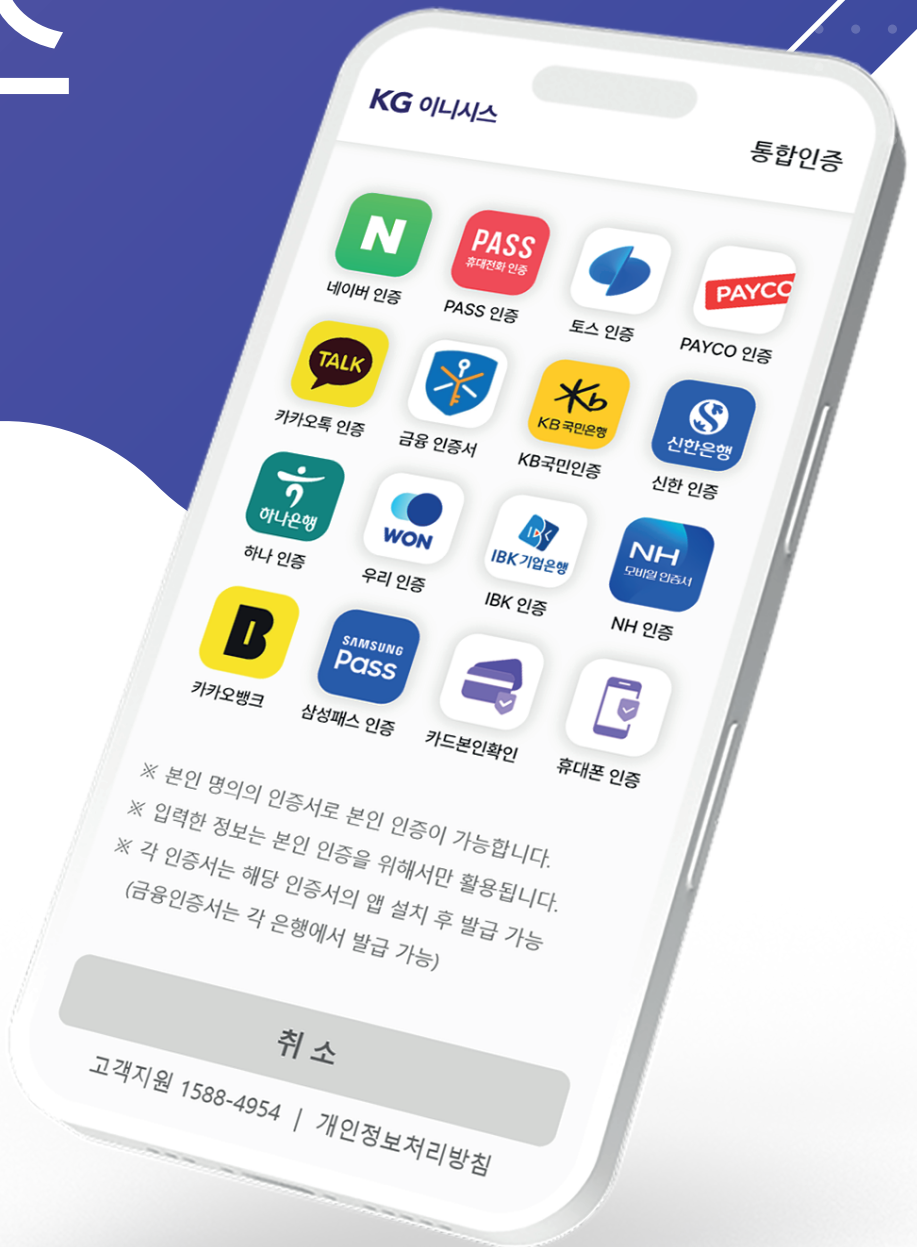 KG 이니시스
통합인증
N
PASS
휴대전화 인증
PAYCO
네이버 인증
PASS 인증
토스 인증
PAYCO 인증
TALK
KB국민은행
신한은행
카카오톡 인증
금융 인증서
KB국민인증
신한 인증
하나은행
WON
IBK기업은행
NH
모바일 인증서
하나 인증
우리 인증
IBK 인증
NH 인증
B
SAMSUNG
Pass
카카오뱅크
삼성패스 인증
카드본인확인
휴대폰 인증
※ 본인 명의의 인증서로 본인 인증이 가능합니다.
※ 입력한 정보는 본인 인증을 위해서만 활용됩니다.
※ 각 인증서는 해당 인증서의 앱 설치 후 발급 가능
(금융인증서는 각 은행에서 발급 가능)
취 소
고객지원 1588-4954 | 개인정보처리방침